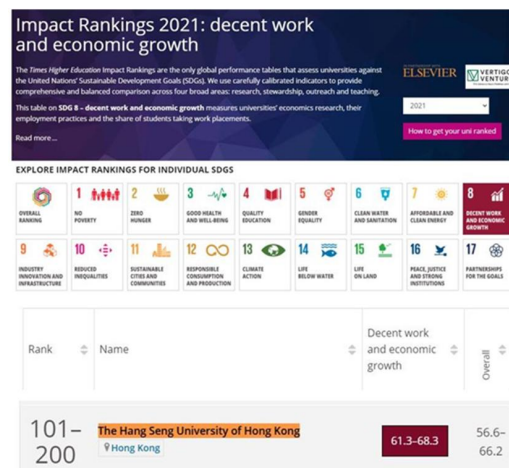 Impact Rankings 2021: decent work
and economic growth
The Times Higher Education Impact Rankings are the only global performance tables that assess universities against
the United Nations' Sustainable Development Goals (SDGs). We use carefully calibrated indicators to provide
comprehensive and balanced comparison across four broad areas: research, stewardship, outreach and teaching.
This table on SDG 8 – decent work and economic growth measures universities' economics research, their
employment practices and the share of students taking work placements.
Read more...
ELSEVIER
VERTIGO
VENTUR
2021
How to get your uni ranked
EXPLORE IMPACT RANKINGS FOR INDIVIDUAL SDGS
OVERALL
RANKING
1
NO
POVERTY
2
ZERO
HUNGER
3
GOOD HEALTH
AND WELL-BEING
4
QUALITY
EDUCATION
5
GENDER
EQUALITY
6
CLEAN WATER
AND SANITATION
7
AFFORDABLE AND
CLEAN ENERGY
8
DECENT WORK
AND ECONOMIC
GROWTH
9
INDUSTRY
INNOVATION AND
INFRASTRUCTURE
10
REDUCED
INEQUALITIES
11
SUSTAINABLE
CITIES AND
COMMUNITIES
12
RESPONSIBLE
CONSUMPTION
AND PRODUCTION
13
CLIMATE
ACTION
14
LIFE
BELOW WATER
15
LIFE
ON LAND
16
PEACE, JUSTICE
AND STRONG
INSTITUTIONS
17
PARTNERSHIPS
FOR THE GOALS
Rank
Name
Decent work
and economic
growth
Overall
101–
200
The Hang Seng University of Hong Kong
Hong Kong
61.3–68.3
56.6–
66.2